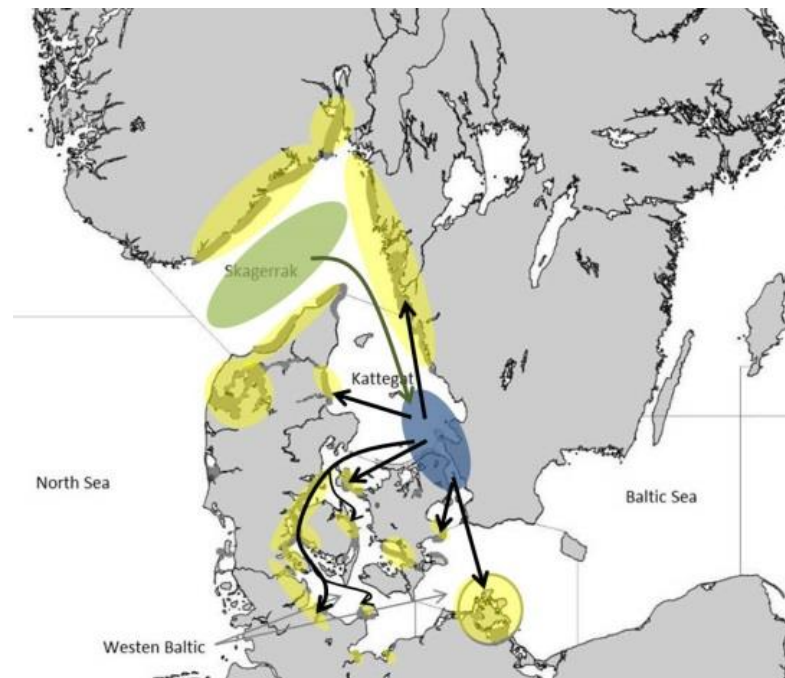 Skagerrak
Kattegat
North Sea
Baltic Sea
Westen Baltic